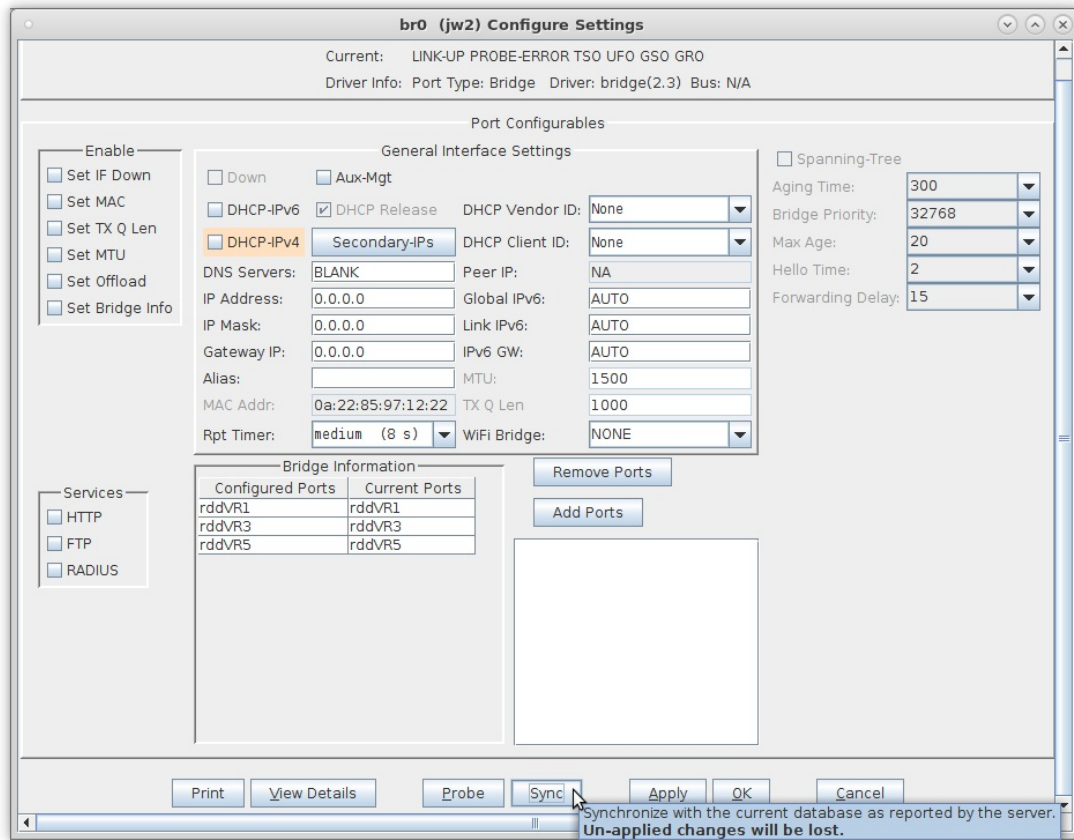 br0 (jw2) Configure Settings
Current: LINK-UP PROBE-ERROR TSO UFO GSO GRO
Driver Info: Port Type: Bridge Driver: bridge(2.3) Bus: N/A
Port Configurables
Enable
Set IF Down
Set MAC
Set TX Q Len
Set MTU
Set Offload
Set Bridge Info
Services
HTTP
FTP
RADIUS
General Interface Settings
Down Aux-Mgt
DHCP-IPv6 DHCP Release DHCP Vendor ID: None
DHCP-IPv4 Secondary-IPs DHCP Client ID: None
DNS Servers: BLANK Peer IP: NA
IP Address: 0.0.0.0 Global IPv6: AUTO
IP Mask: 0.0.0.0 Link IPv6: AUTO
Gateway IP: 0.0.0.0 IPv6 GW: AUTO
Alias: MTU: 1500
MAC Addr: 0a:22:85:97:12:22 TX Q Len 1000
Rpt Timer: medium (8 s) WiFi Bridge: NONE
Spanning-Tree
Aging Time: 300
Bridge Priority: 32768
Max Age: 20
Hello Time: 2
Forwarding Delay: 15
Bridge Information
Configured Ports Current Ports
rddVR1 rddVR1
rddVR3 rddVR3
rddVR5 rddVR5
Remove Ports
Add Ports
Print View Details Probe Sync Apply OK Cancel
Synchronize with the current database as reported by the server.
Un-applied changes will be lost.